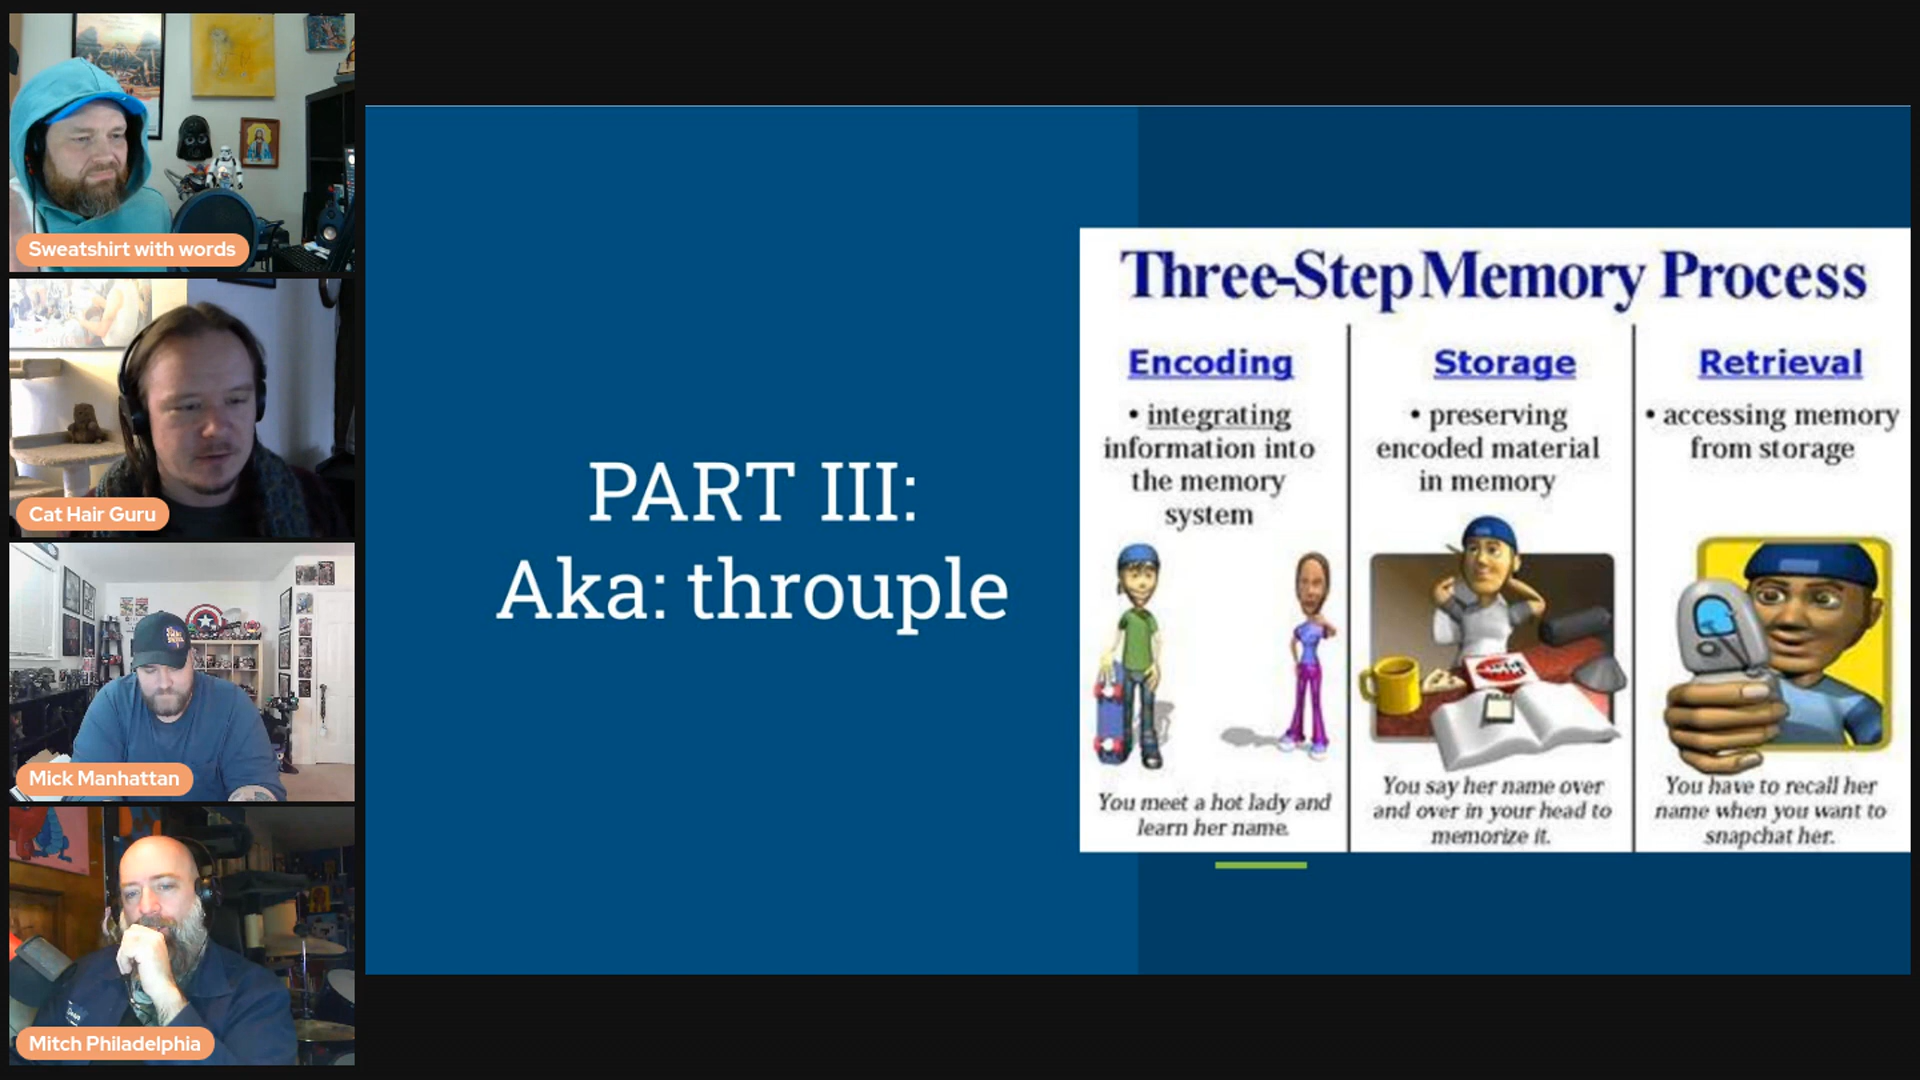 Sweatshirt with words
Cat Hair Guru
Mick Manhattan
Mitch Philadelphia
PART III:
Aka: throuple
Three-Step Memory Process
Encoding
• integrating
information into
the memory
system
You meet a hot lady and
learn her name.
Storage
• preserving
encoded material
in memory
You say her name over
and over in your head to
memorize it.
Retrieval
• accessing memory
from storage
You have to recall her
name when you want to
snapchat her.